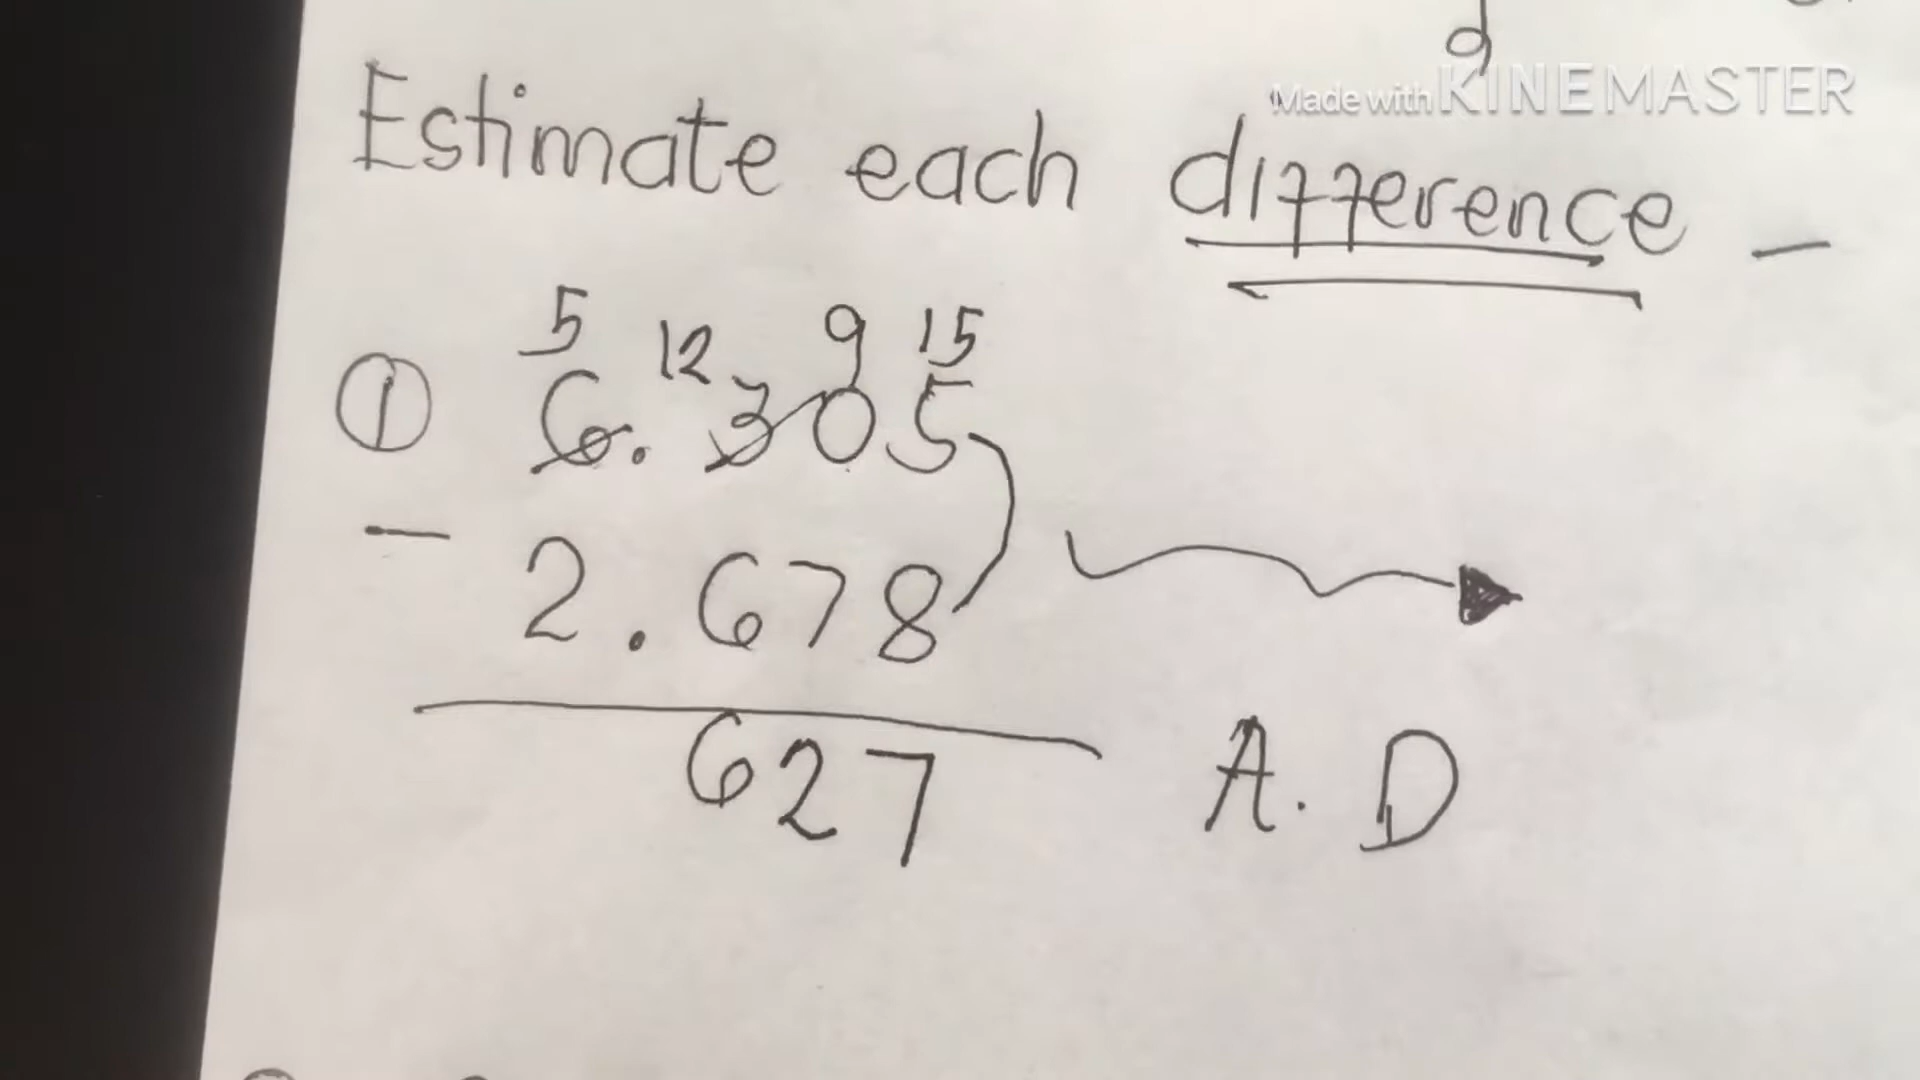 d
Made with KINEMASTER
Estimate each difference -
5 12 9 15
① 6.305
- 2.678
627
A. D